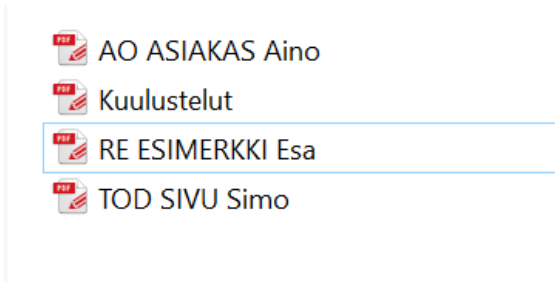 AO ASIAKAS Aino
Kuulustelut
RE ESIMERKKI Esa
TOD SIVU Simo